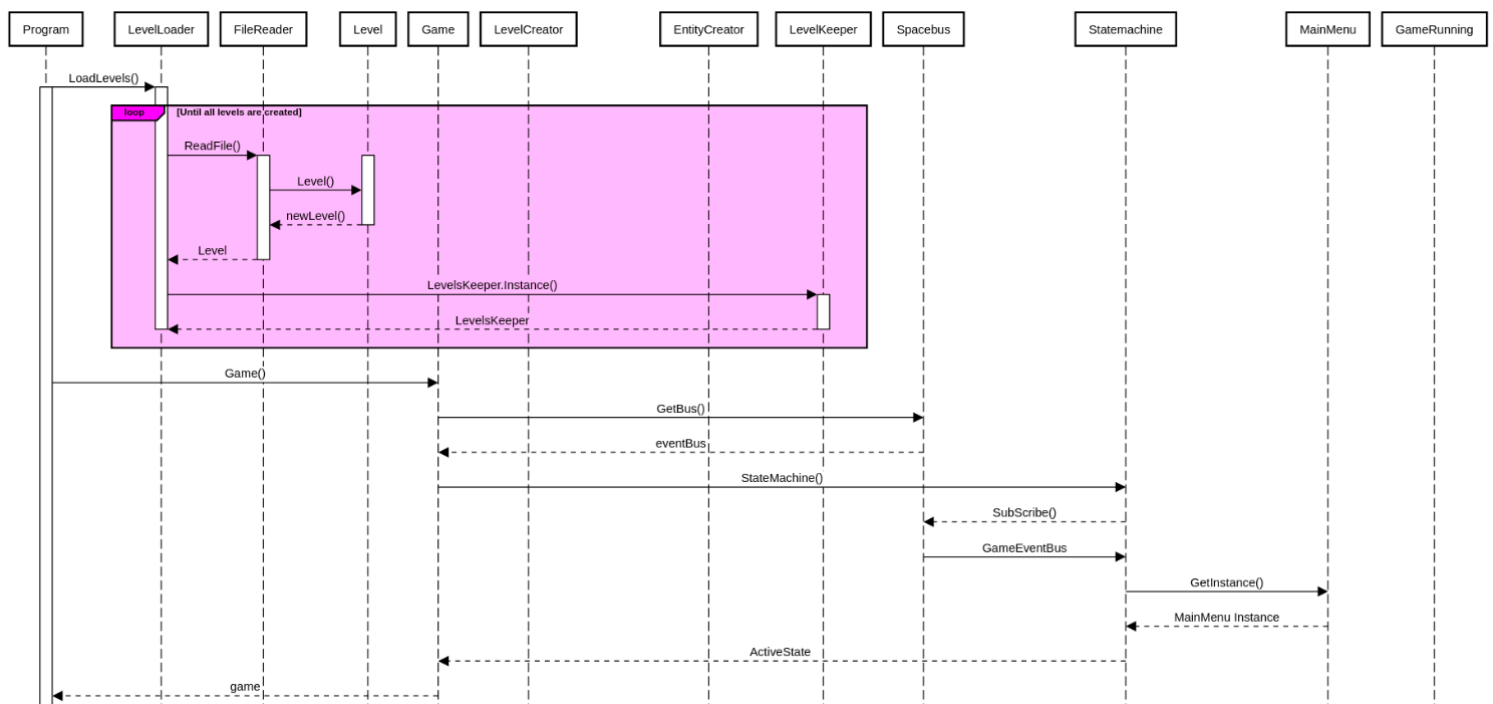 Program
LevelLoader
FileReader
Level
Game
LevelCreator
EntityCreator
LevelKeeper
Spacebus
Statemachine
MainMenu
GameRunning
LoadLevels()
loop
[Until all levels are created]
ReadFile()
Level()
newLevel()
Level
LevelsKeeper.Instance()
LevelsKeeper
Game()
GetBus()
eventBus
StateMachine()
SubScribe()
GameEventBus
GetInstance()
MainMenu Instance
ActiveState
game